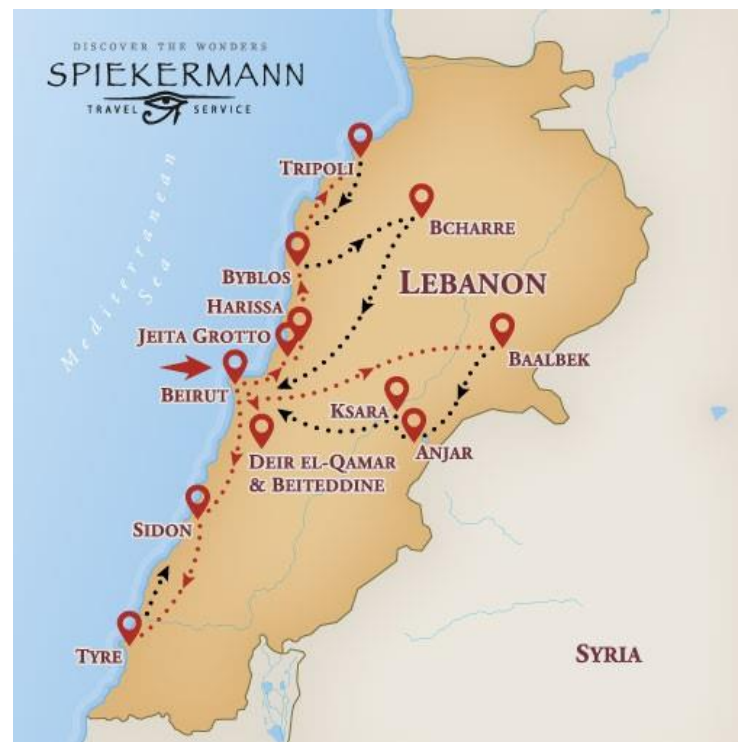 DISCOVER THE WONDERS
SPIEKERMANN
TRAVEL SERVICE
Mediterranean
Sea
TRIPOLI
BCHARRE
BYBLOS
LEBANON
HARISSA
JEITA GROTTO
BAALBEK
BEIRUT
KSARA
ANJAR
DEIR EL-QAMAR
& BEITEDDINE
SIDON
TYRE
SYRIA